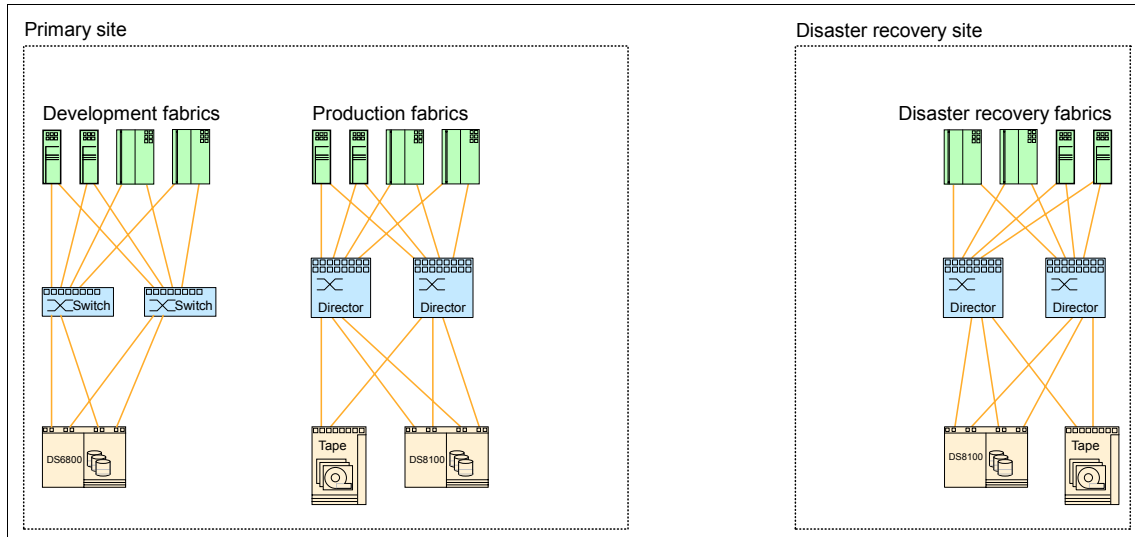 Primary site
Disaster recovery site
Development fabrics
Production fabrics
Disaster recovery fabrics
Switch
Switch
Director
Director
Director
Director
DS6800
Tape
DS8100
DS8100
Tape